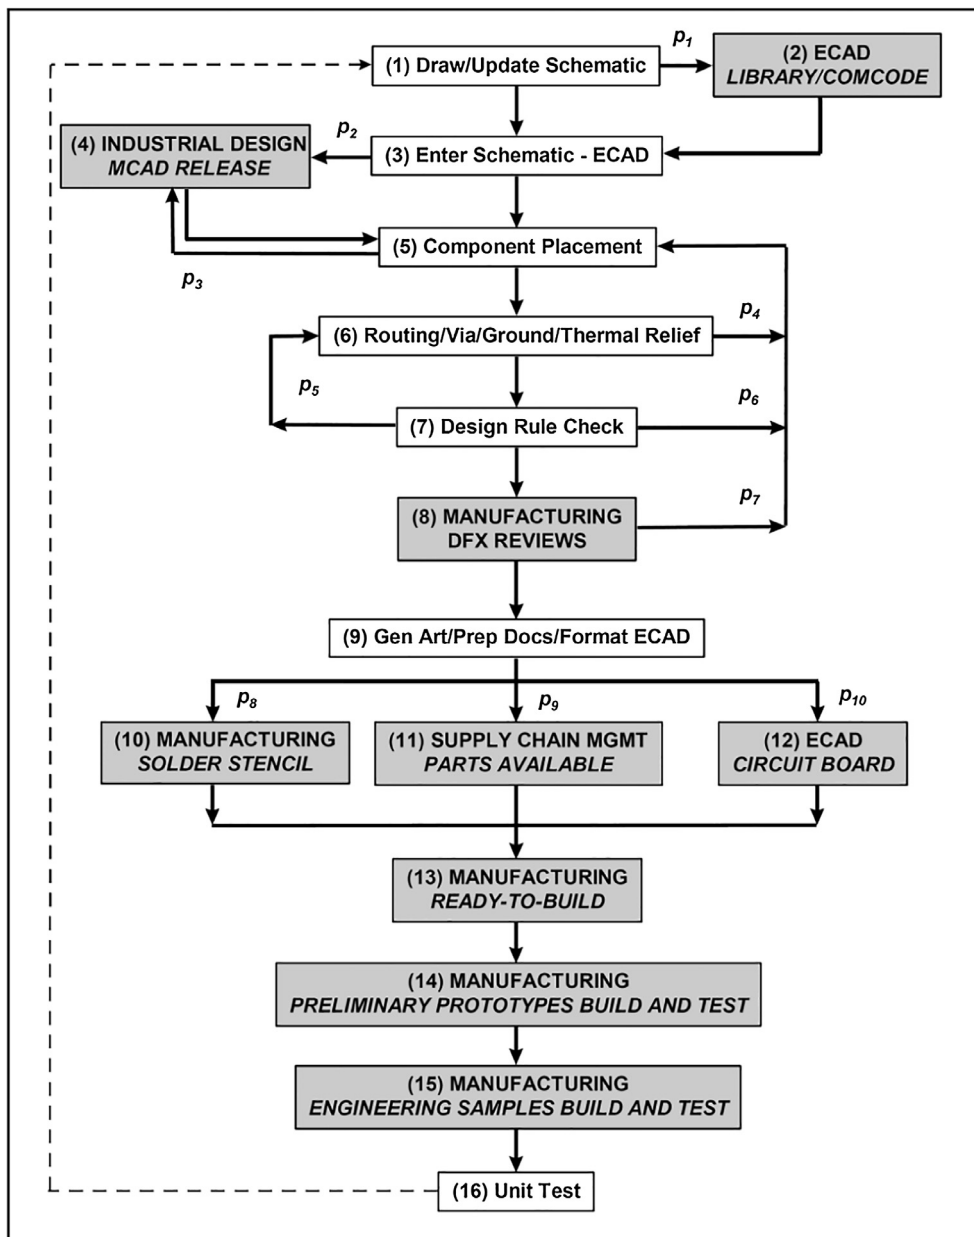 p1
(1) Draw/Update Schematic
(2) ECAD
LIBRARY/COMCODE
p2
(4) INDUSTRIAL DESIGN
MCAD RELEASE
(3) Enter Schematic - ECAD
(5) Component Placement
p3
p4
(6) Routing/Via/Ground/Thermal Relief
p5
p6
(7) Design Rule Check
p7
(8) MANUFACTURING
DFX REVIEWS
(9) Gen Art/Prep Docs/Format ECAD
p8
p9
p10
(10) MANUFACTURING
SOLDER STENCIL
(11) SUPPLY CHAIN MGMT
PARTS AVAILABLE
(12) ECAD
CIRCUIT BOARD
(13) MANUFACTURING
READY-TO-BUILD
(14) MANUFACTURING
PRELIMINARY PROTOTYPES BUILD AND TEST
(15) MANUFACTURING
ENGINEERING SAMPLES BUILD AND TEST
(16) Unit Test